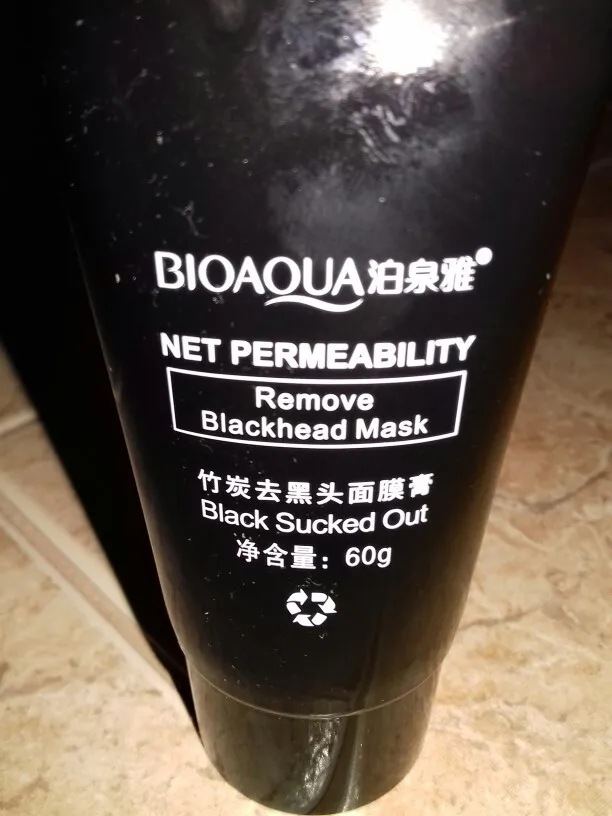 BIOAQUA泊泉雅
NET PERMEABILITY
Remove
Blackhead Mask
竹炭去黑头面膜膏
Black Sucked Out
净含量：60g